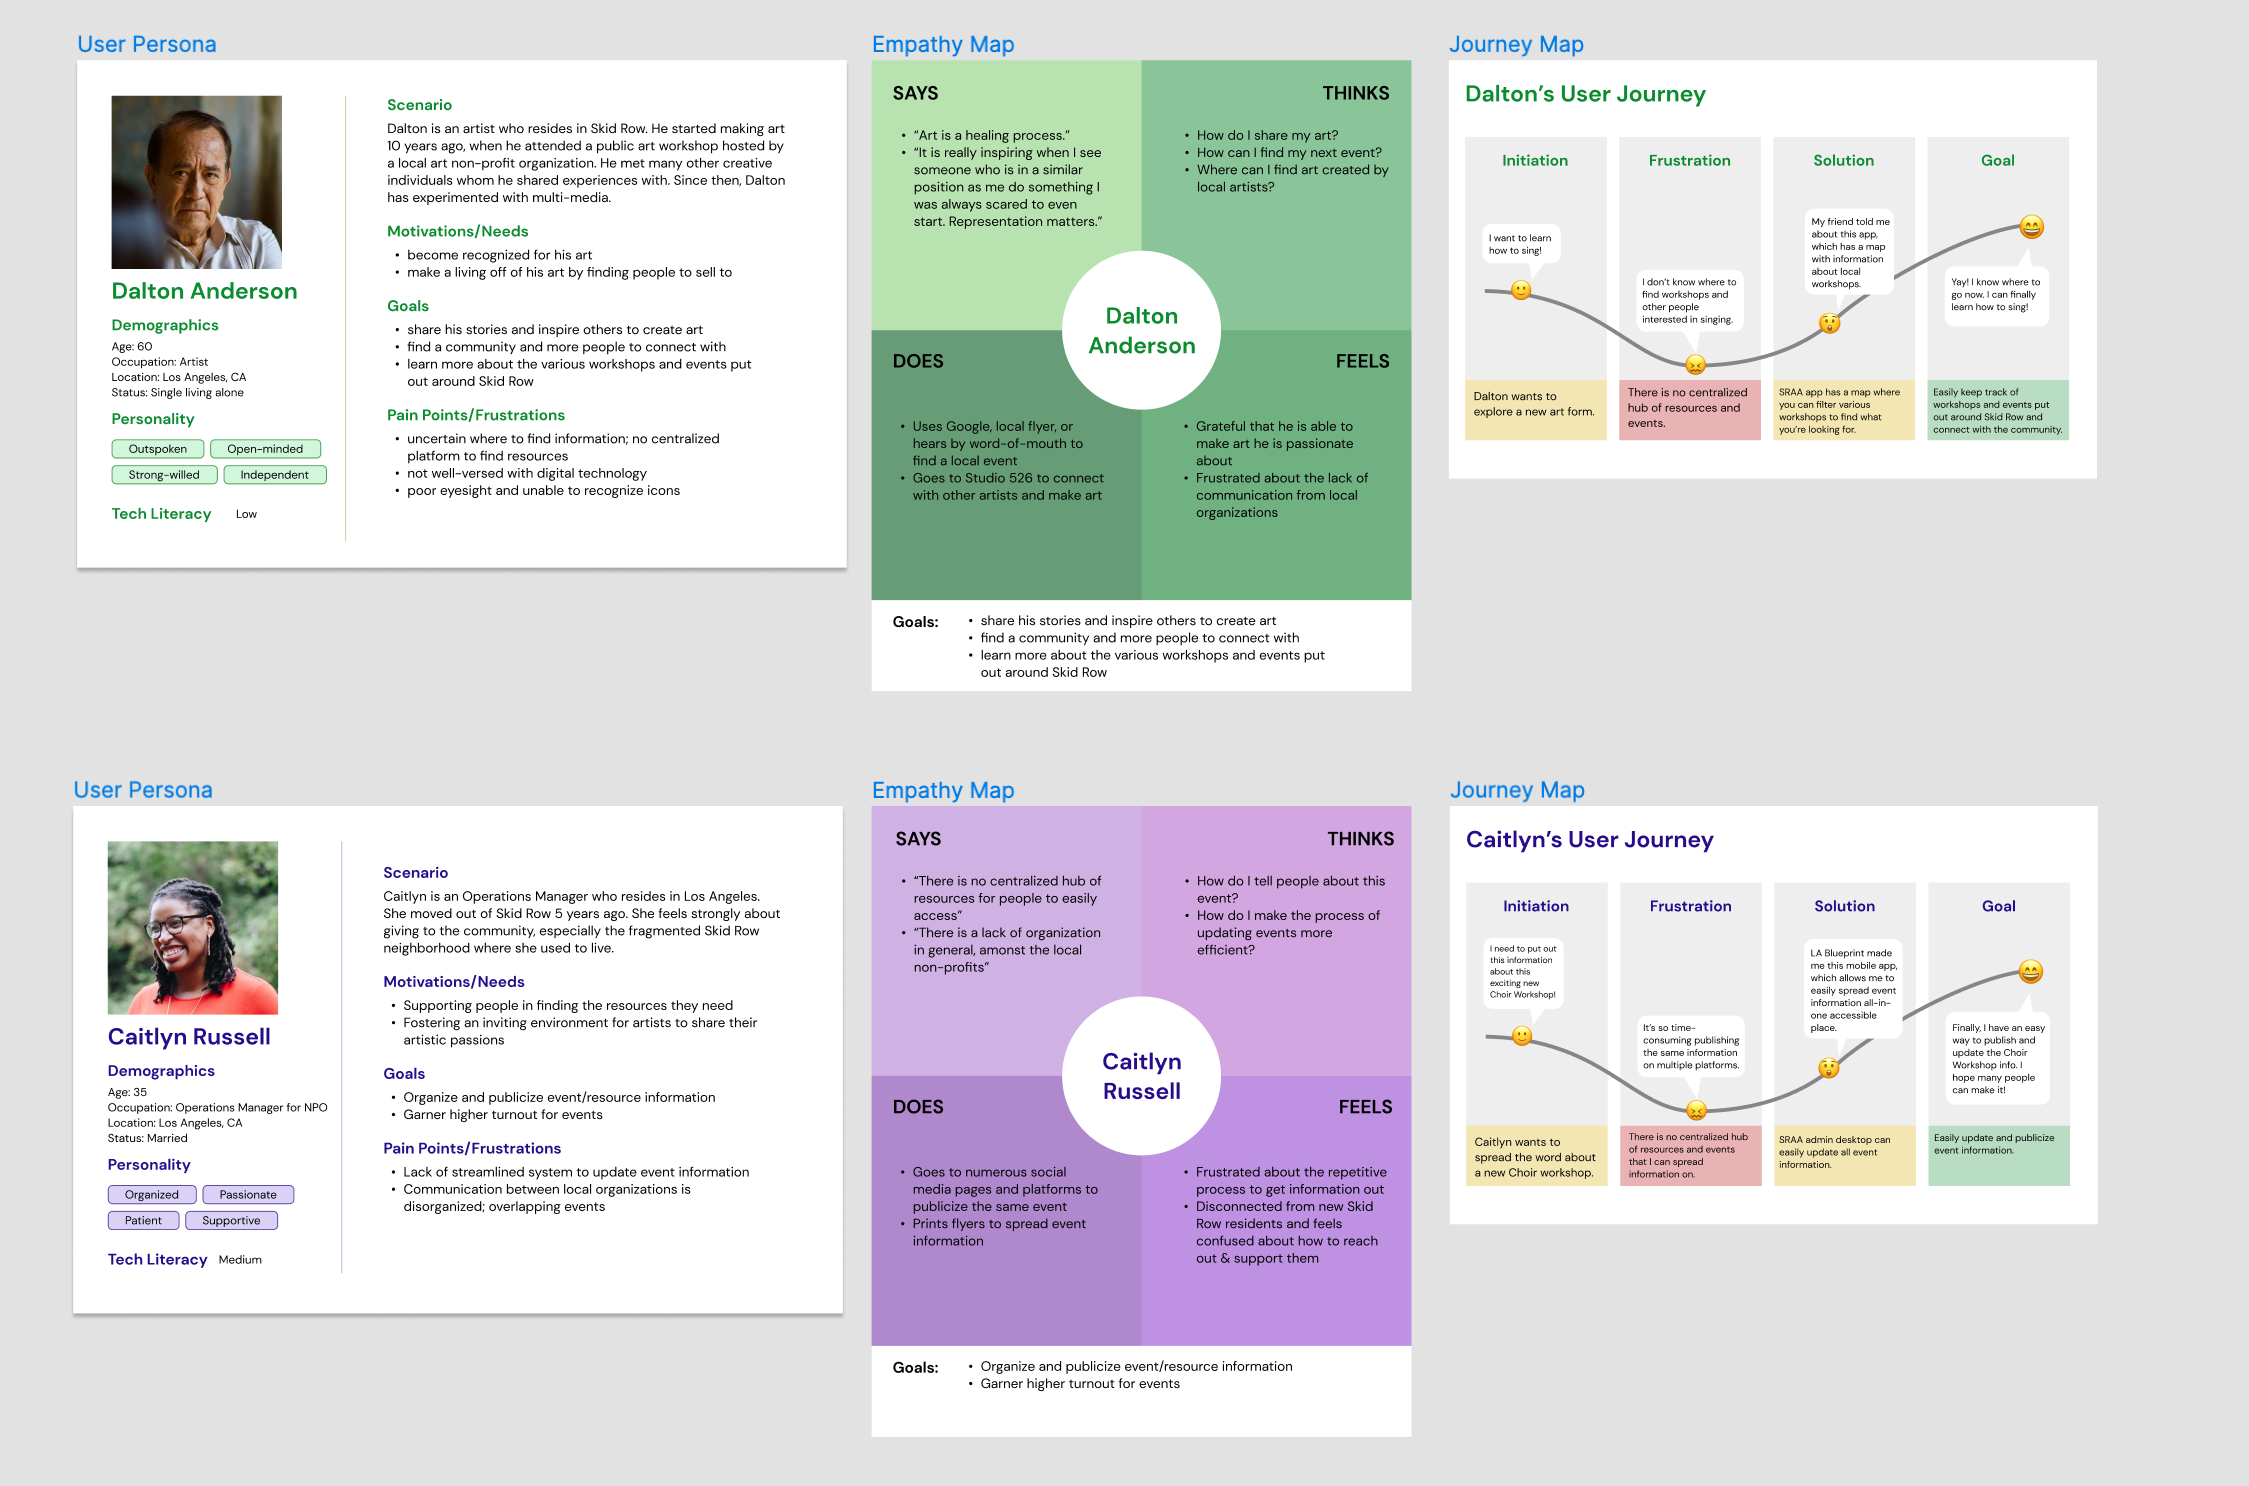 User Persona
Dalton Anderson
Demographics
Age: 60
Occupation: Artist
Location: Los Angeles, CA
Status: Single living alone
Personality
Outspoken
Open-minded
Strong-willed
Independent
Tech Literacy
Low
Scenario
Dalton is an artist who resides in Skid Row. He started making art
10 years ago, when he attended a public art workshop hosted by
a local art non-profit organization. He met many other creative
individuals whom he shared experiences with. Since then, Dalton
has experimented with multi-media.
Motivations/Needs
• become recognized for his art
• make a living off of his art by finding people to sell to
Goals
• share his stories and inspire others to create art
• find a community and more people to connect with
• learn more about the various workshops and events put
out around Skid Row
Pain Points/Frustrations
• uncertain where to find information; no centralized
platform to find resources
• not well-versed with digital technology
• poor eyesight and unable to recognize icons
Empathy Map
SAYS
• “Art is a healing process.”
• “It is really inspiring when I see
someone who is in a similar
position as me do something I
was always scared to even
start. Representation matters.”
THINKS
• How do I share my art?
• How can I find my next event?
• Where can I find art created by
local artists?
Dalton
Anderson
DOES
• Uses Google, local flyer, or
hears by word-of-mouth to
find a local event
• Goes to Studio 526 to connect
with other artists and make art
FEELS
• Grateful that he is able to
make art he is passionate
about
• Frustrated about the lack of
communication from local
organizations
Goals:
• share his stories and inspire others to create art
• find a community and more people to connect with
• learn more about the various workshops and events put
out around Skid Row
Journey Map
Dalton’s User Journey
Initiation
I want to learn
how to sing!
Dalton wants to
explore a new art form.
Frustration
I don’t know where to
find workshops and
other people
interested in singing.
There is no centralized
hub of resources and
events.
Solution
My friend told me
about this app,
which has a map
with information
about local
workshops.
SRAA app has a map where
you can filter various
workshops to find what
you’re looking for.
Goal
Yay! I know where to
go now. I can finally
learn how to sing!
Easily keep track of
workshops and events put
out around Skid Row and
connect with the community.
User Persona
Caitlyn Russell
Demographics
Age: 35
Occupation: Operations Manager for NPO
Location: Los Angeles, CA
Status: Married
Personality
Organized
Passionate
Patient
Supportive
Tech Literacy
Medium
Scenario
Caitlyn is an Operations Manager who resides in Los Angeles.
She moved out of Skid Row 5 years ago. She feels strongly about
giving to the community, especially the fragmented Skid Row
neighborhood where she used to live.
Motivations/Needs
• Supporting people in finding the resources they need
• Fostering an inviting environment for artists to share their
artistic passions
Goals
• Organize and publicize event/resource information
• Garner higher turnout for events
Pain Points/Frustrations
• Lack of streamlined system to update event information
• Communication between local organizations is
disorganized; overlapping events
Empathy Map
SAYS
• “There is no centralized hub of
resources for people to easily
access”
• “There is a lack of organization
in general, amonst the local
non-profits”
THINKS
• How do I tell people about this
event?
• How do I make the process of
updating events more
efficient?
Caitlyn
Russell
DOES
• Goes to numerous social
media pages and platforms to
publicize the same event
• Prints flyers to spread event
information
FEELS
• Frustrated about the repetitive
process to get information out
• Disconnected from new Skid
Row residents and feels
confused about how to reach
out & support them
Goals:
• Organize and publicize event/resource information
• Garner higher turnout for events
Journey Map
Caitlyn’s User Journey
Initiation
I need to put out
this information
about this
exciting new
Choir Workshop!
Caitlyn wants to
spread the word about
a new Choir workshop.
Frustration
It’s so time-
consuming publishing
the same information
on multiple platforms.
There is no centralized hub
of resources and events
that I can spread
information on.
Solution
LA Blueprint made
me this mobile app,
which allows me to
easily spread event
information all-in-
one accessible
place.
SRAA admin desktop can
easily update all event
information.
Goal
Finally, I have an easy
way to publish and
update the Choir
Workshop info. I
hope many people
can make it!
Easily update and publicize
event information.